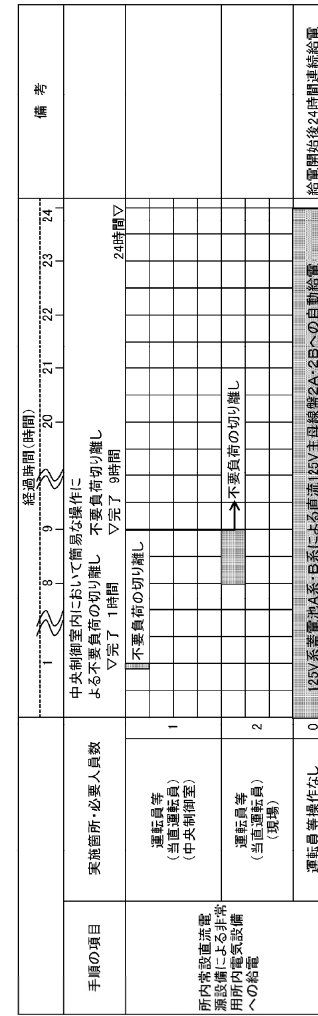 経過時間(時間)
備 考
1
8
9
20
21
22
23
24
手順の項目
実施箇所・必要人員数
中央制御室内において簡易な操作に
よる不要負荷の切り離し
▽完了 1時間
不要負荷切り離し
▽完了 9時間
24時間▽
所内常設直流電
源設備による非常
用所内電気設備
への給電
運転員等
(当直運転員)
(中央制御室)
1
不要負荷の切り離し
運転員等
(当直運転員)
(現場)
2
不要負荷の切り離し
運転員等操作なし
0
125V系蓄電池A系・B系による直流125V主母線盤2A・2Bへの自動給電
給電開始後24時間連続給電